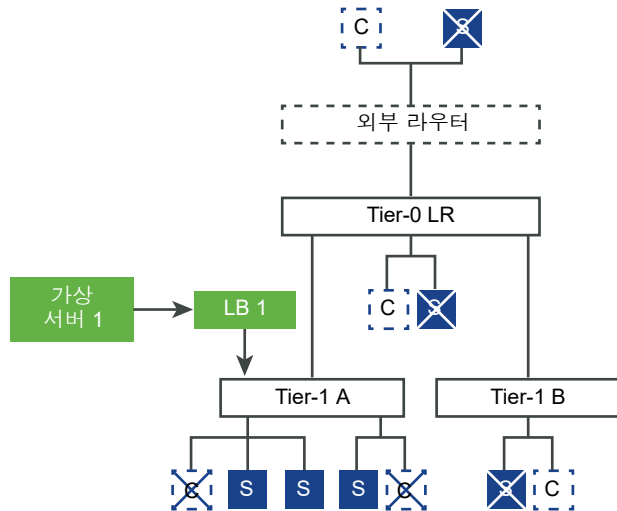 C S
외부 라우터
Tier-0 LR
C S
가상
서버 1
LB 1
Tier-1 A
Tier-1 B
C S S S C
S C